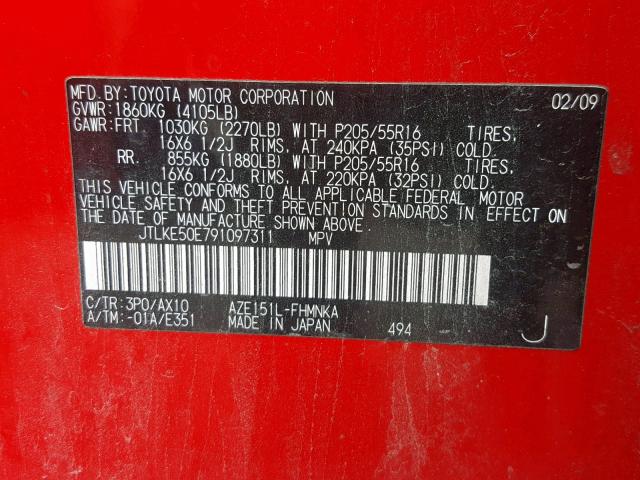 MFD.BY:TOYOTA MOTOR CORPORATION 02/09
GVWR:1860KG (4105LB)
GAWR:FRT 1030KG (2270LB) WITH P205/55R16 TIRES,
16X6 1/2J RIMS, AT 240KPA (35PSI) COLD.
RR. 855KG (1880LB) WITH P205/55R16 TIRES,
16X6 1/2J RIMS, AT 220KPA (32PSI) COLD.
THIS VEHICLE CONFORMS TO ALL APPLICABLE FEDERAL MOTOR
VEHICLE SAFETY AND THEFT PREVENTION STANDARDS IN EFFECT ON
THE DATE OF MANUFACTURE SHOWN ABOVE.
JTLKE50E791097311 MPV
C/TR:3P0/AX10 AZE151L-FHMNKA
A/TM:-01A/E351 MADE IN JAPAN 494 J